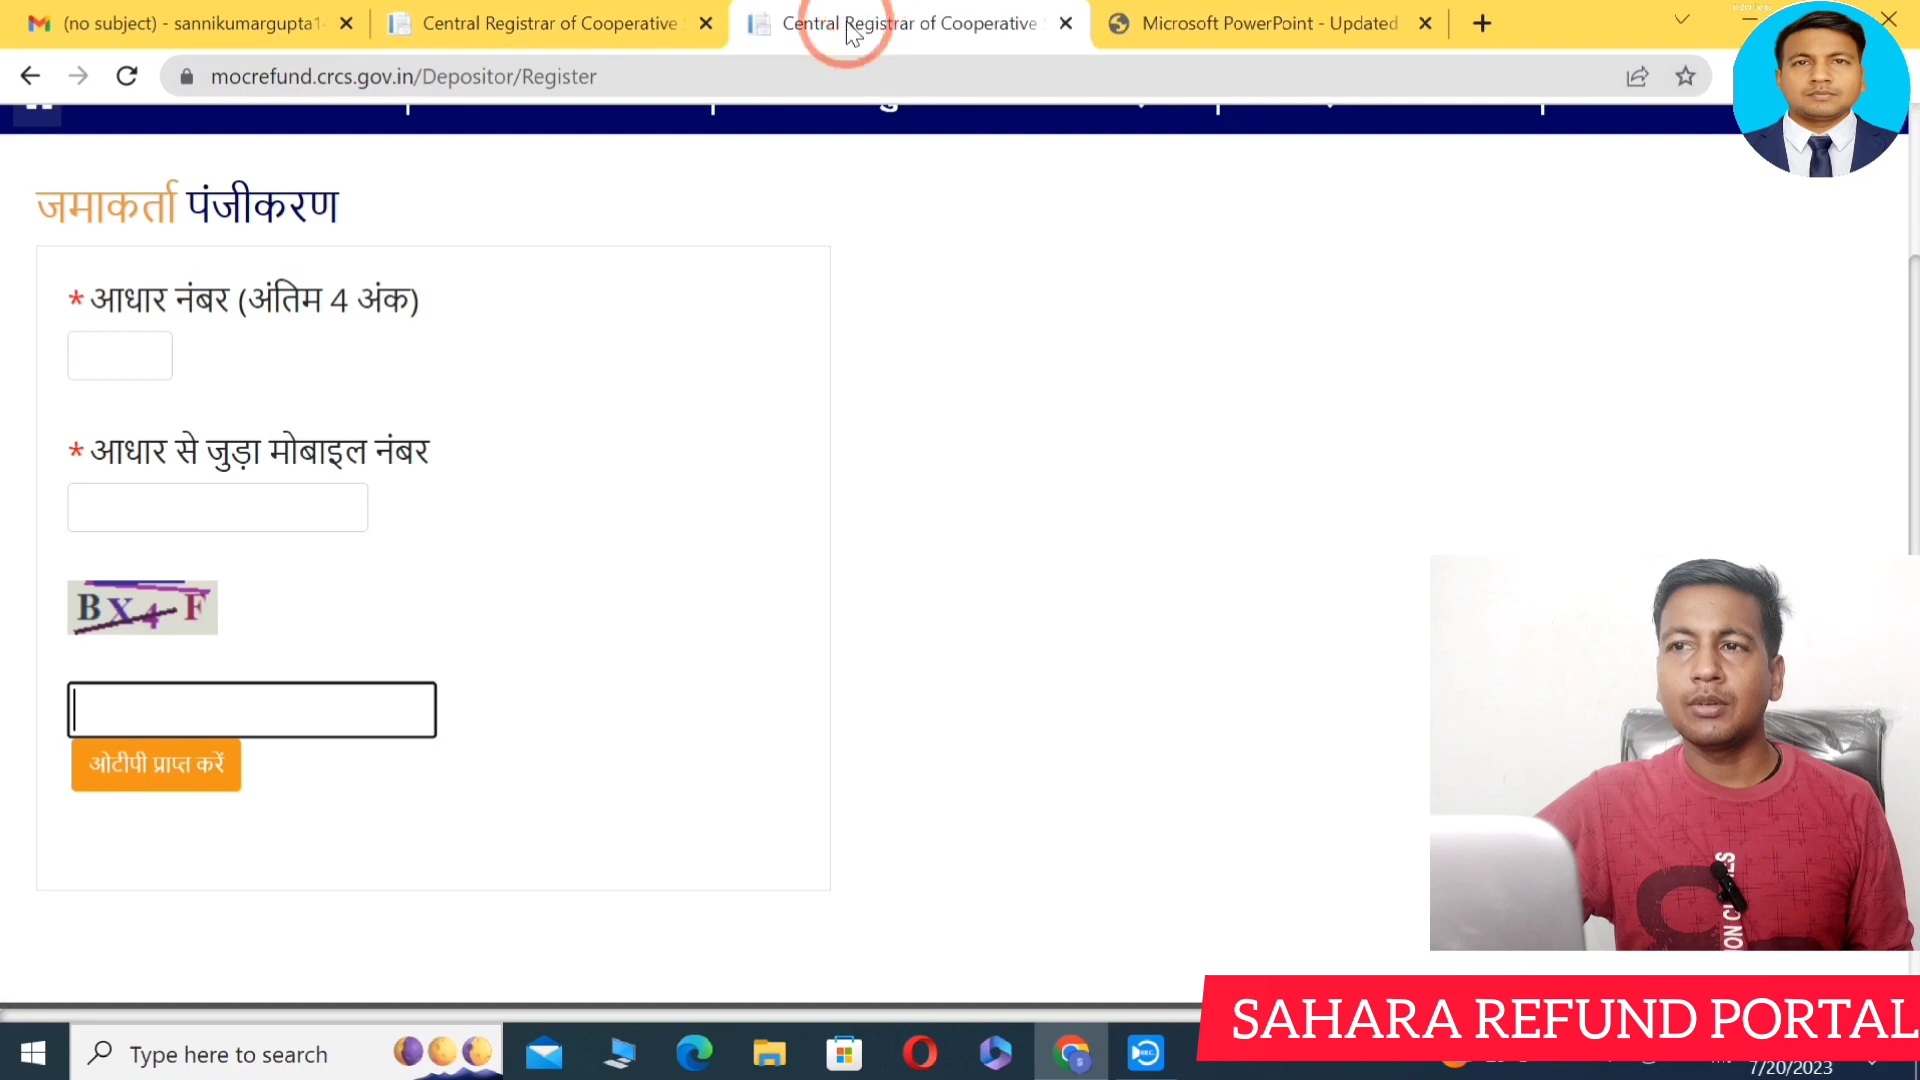 (no subject) - sannikumargupta1
Central Registrar of Cooperative
Central Registrar of Cooperative
Microsoft PowerPoint - Updated
mocrefund.crcs.gov.in/Depositor/Register
जमाकर्ता पंजीकरण
* आधार नंबर (अंतिम 4 अंक)
* आधार से जुड़ा मोबाइल नंबर
BX4F
ओटीपी प्राप्त करें
SAHARA REFUND PORTAL
Type here to search
7/20/2023